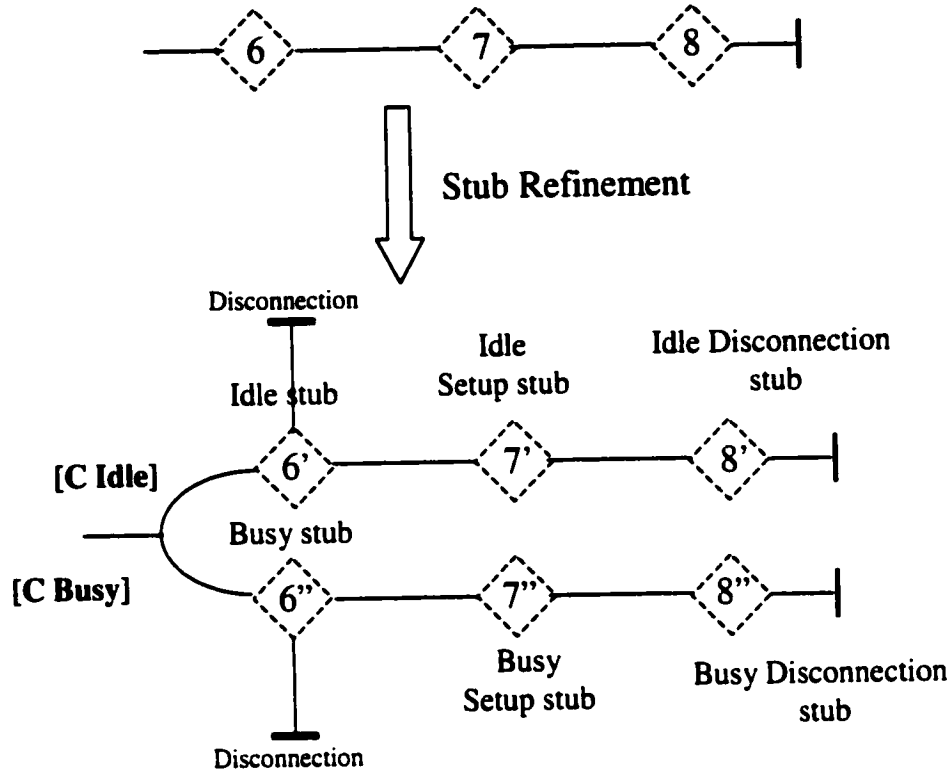 6 7 8
Stub Refinement
Disconnection
Idle stub
Idle
Setup stub
Idle Disconnection
stub
[C Idle]
6' 7' 8'
Busy stub
[C Busy]
6" 7" 8"
Busy
Setup stub
Busy Disconnection
stub
Disconnection